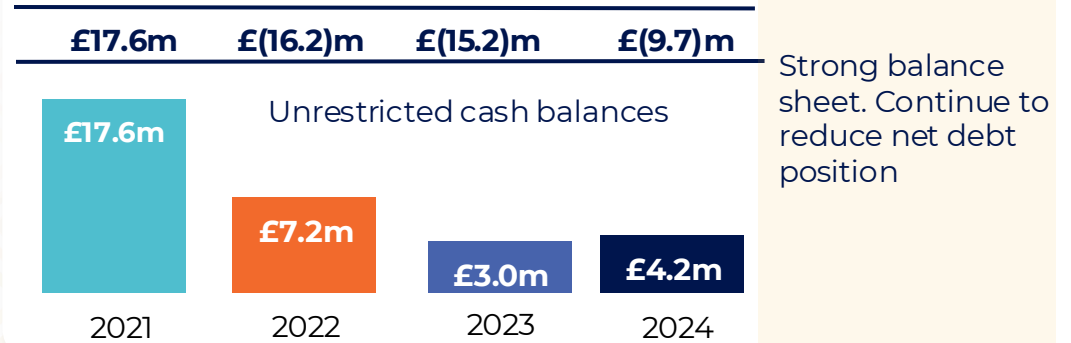 £17.6m £(16.2)m £(15.2)m £(9.7)m
Strong balance
sheet. Continue to
reduce net debt
position
Unrestricted cash balances
£17.6m
£7.2m
£3.0m
£4.2m
2021 2022 2023 2024